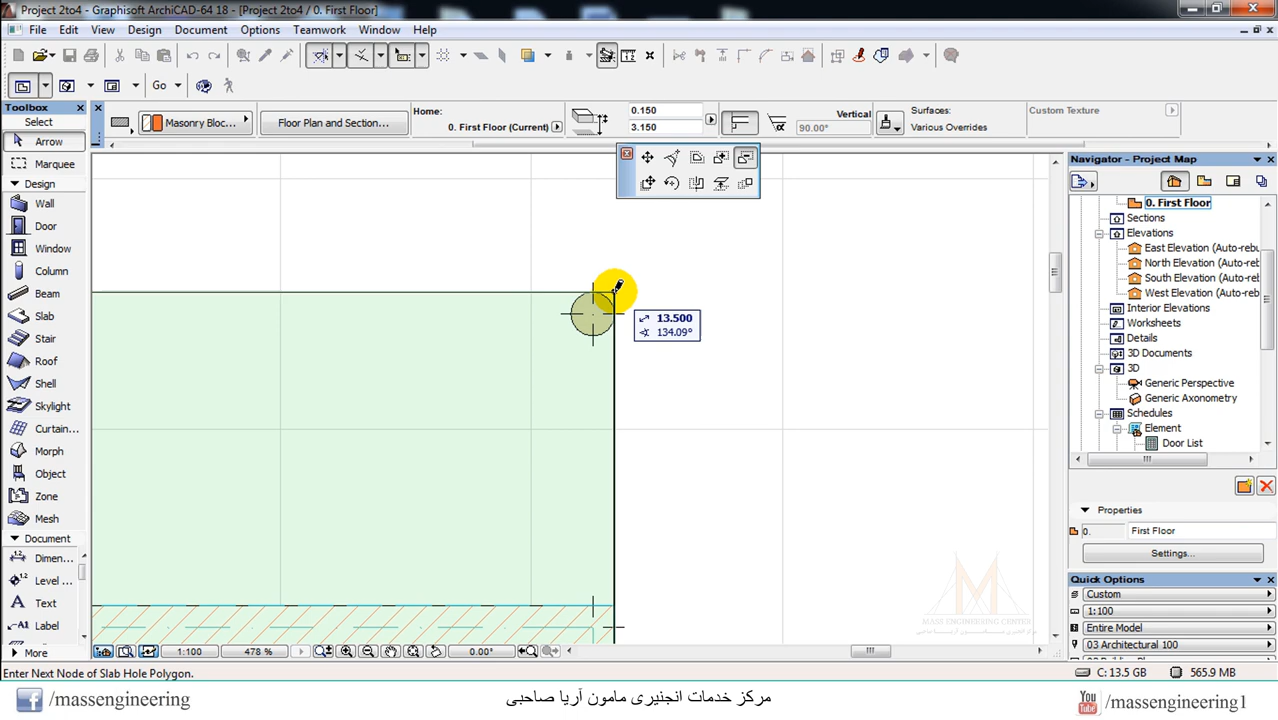 Project 2to4 - Graphisoft ArchiCAD-64 18 - [Project 2to4 / 0. First Floor]
File Edit View Design Document Options Teamwork Window Help
Go
Toolbox
Select
Arrow
Marquee
Design
Wall
Door
Window
Column
Beam
Slab
Stair
Roof
Shell
Skylight
Curtain...
Morph
Object
Zone
Mesh
Document
Dimen...
Level ...
Text
Label
More
Masonry Bloc...
Floor Plan and Section...
Home:
0. First Floor (Current)
0.150
3.150
Vertical
90.00°
Surfaces:
Various Overrides
Custom Texture
13.500
134.09°
Navigator - Project Map
0. First Floor
Sections
Elevations
East Elevation (Auto-rebu
North Elevation (Auto-reb
South Elevation (Auto-reb
West Elevation (Auto-reb
Interior Elevations
Worksheets
Details
3D Documents
3D
Generic Perspective
Generic Axonometry
Schedules
Element
Door List
Properties
0. First Floor
Settings...
Quick Options
Custom
1:100
Entire Model
03 Architectural 100
MASS ENGINEERING CENTER
1:100 478 % 0.00°
Enter Next Node of Slab Hole Polygon.
C: 13.5 GB 565.9 MB
/massengineering
مرکز خدمات انجنیری مامون آریا صاحبی
You Tube /massengineering1